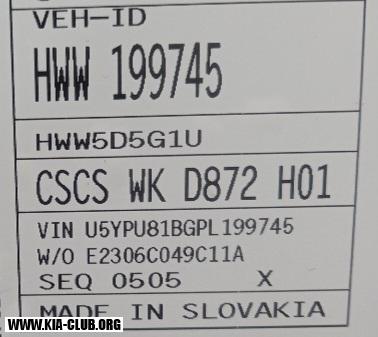 VEH-ID
HWW 199745
HWW5D5G1U
CSCS WK D872 H01
VIN U5YPU81BGPL199745
W/O E2306C049C11A
SEQ 0505 X
MADE IN SLOVAKIA
WWW.KIA-CLUB.ORG